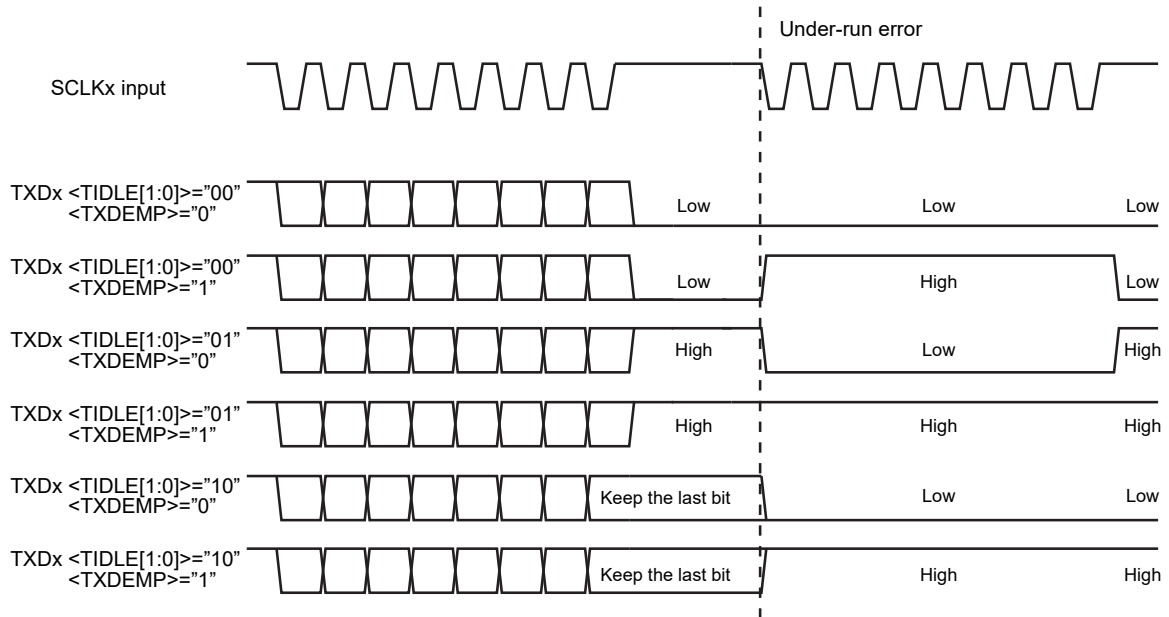 Under-run error
SCLKx input
TXDx <TIDLE[1:0]>=”00”
<TXDEMP>=”0”
Low Low Low
TXDx <TIDLE[1:0]>=”00”
<TXDEMP>=”1”
Low High Low
TXDx <TIDLE[1:0]>=”01”
<TXDEMP>=”0”
High Low High
TXDx <TIDLE[1:0]>=”01”
<TXDEMP>=”1”
High High High
TXDx <TIDLE[1:0]>=”10”
<TXDEMP>=”0”
Keep the last bit Low Low
TXDx <TIDLE[1:0]>=”10”
<TXDEMP>=”1”
Keep the last bit High High